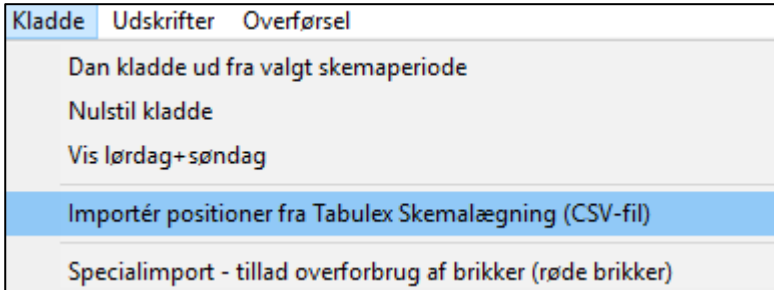 Kladde Udskrifter Overførsel
Dan kladde ud fra valgt skemaperiode
Nulstil kladde
Vis lørdag+søndag
Importér positioner fra Tabulex Skemalægning (CSV-fil)
Specialimport - tillad overforbrug af brikker (røde brikker)